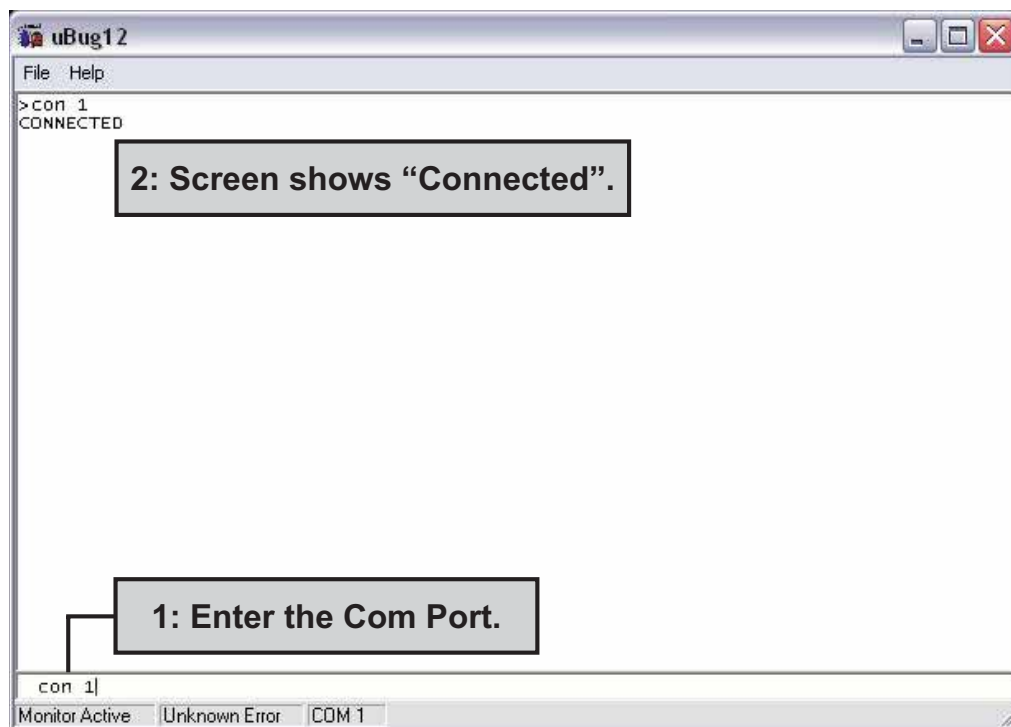 uBug12
File Help
>con 1
CONNECTED
2: Screen shows “Connected”.
1: Enter the Com Port.
con 1
Monitor Active Unknown Error COM 1